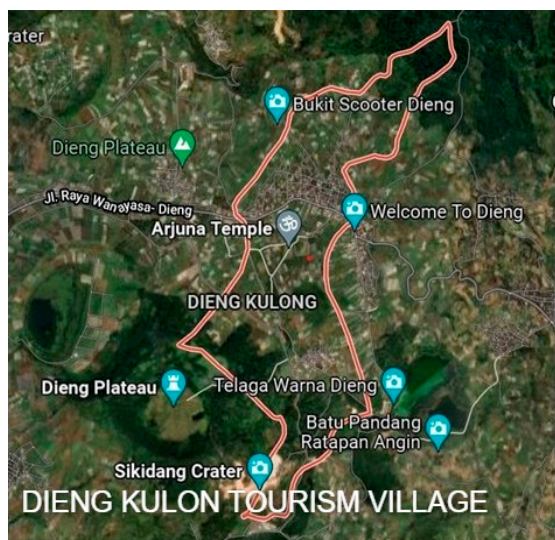 rater
Bukit Scooter Dieng
Dieng Plateau
Jl. Raya Wanayasa- Dieng
Welcome To Dieng
Arjuna Temple
DIENG KULONG
Dieng Plateau
Telaga Warna Dieng
Batu Pandang
Ratapan Angin
Sikidang Crater
DIENG KULON TOURISM VILLAGE